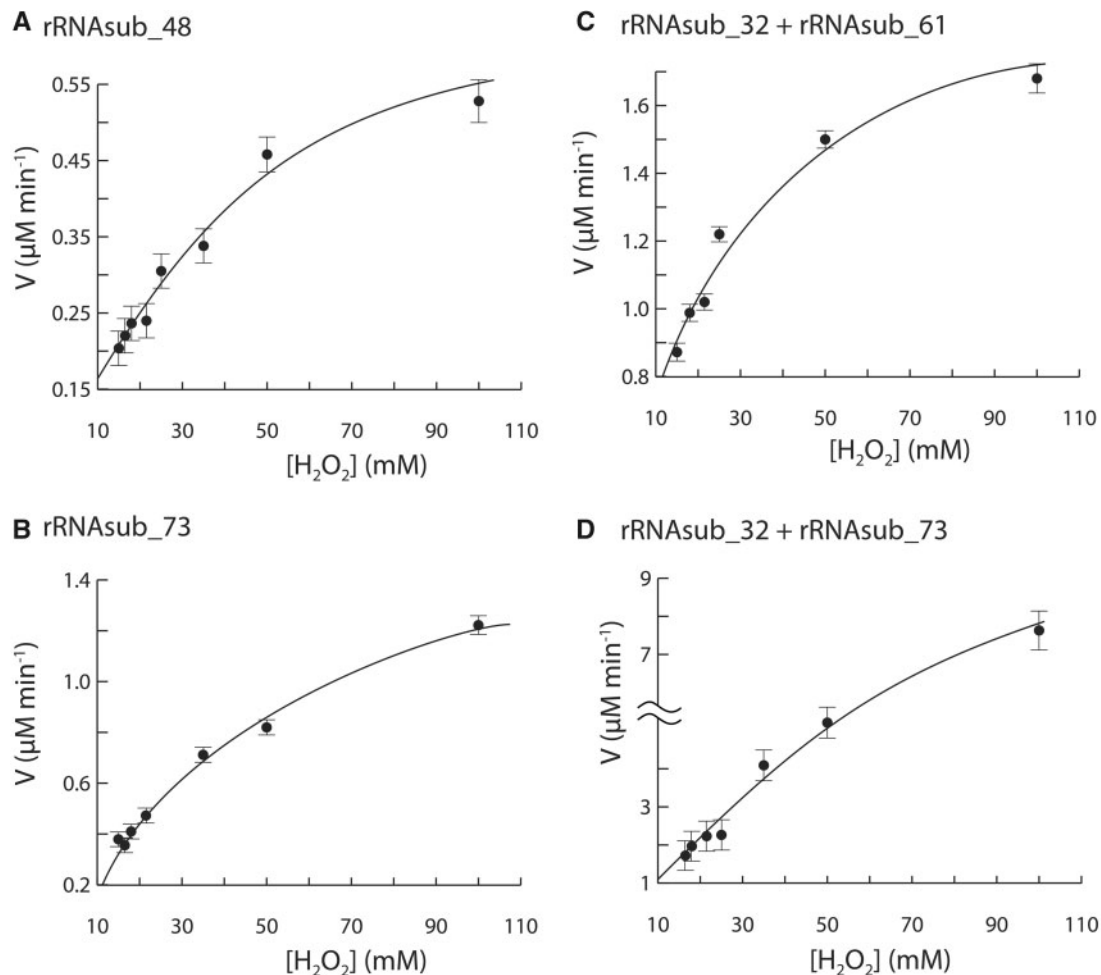 A rRNAsub_48
V (µM min⁻¹)
0.55
0.45
0.35
0.25
0.15
10 30 50 70 90 110
[H₂O₂] (mM)
B rRNAsub_73
V (µM min⁻¹)
1.4
1.0
0.6
0.2
10 30 50 70 90 110
[H₂O₂] (mM)
C rRNAsub_32 + rRNAsub_61
V (µM min⁻¹)
1.6
1.4
1.2
1.0
0.8
10 30 50 70 90 110
[H₂O₂] (mM)
D rRNAsub_32 + rRNAsub_73
V (µM min⁻¹)
9
7
3
1
10 30 50 70 90 110
[H₂O₂] (mM)